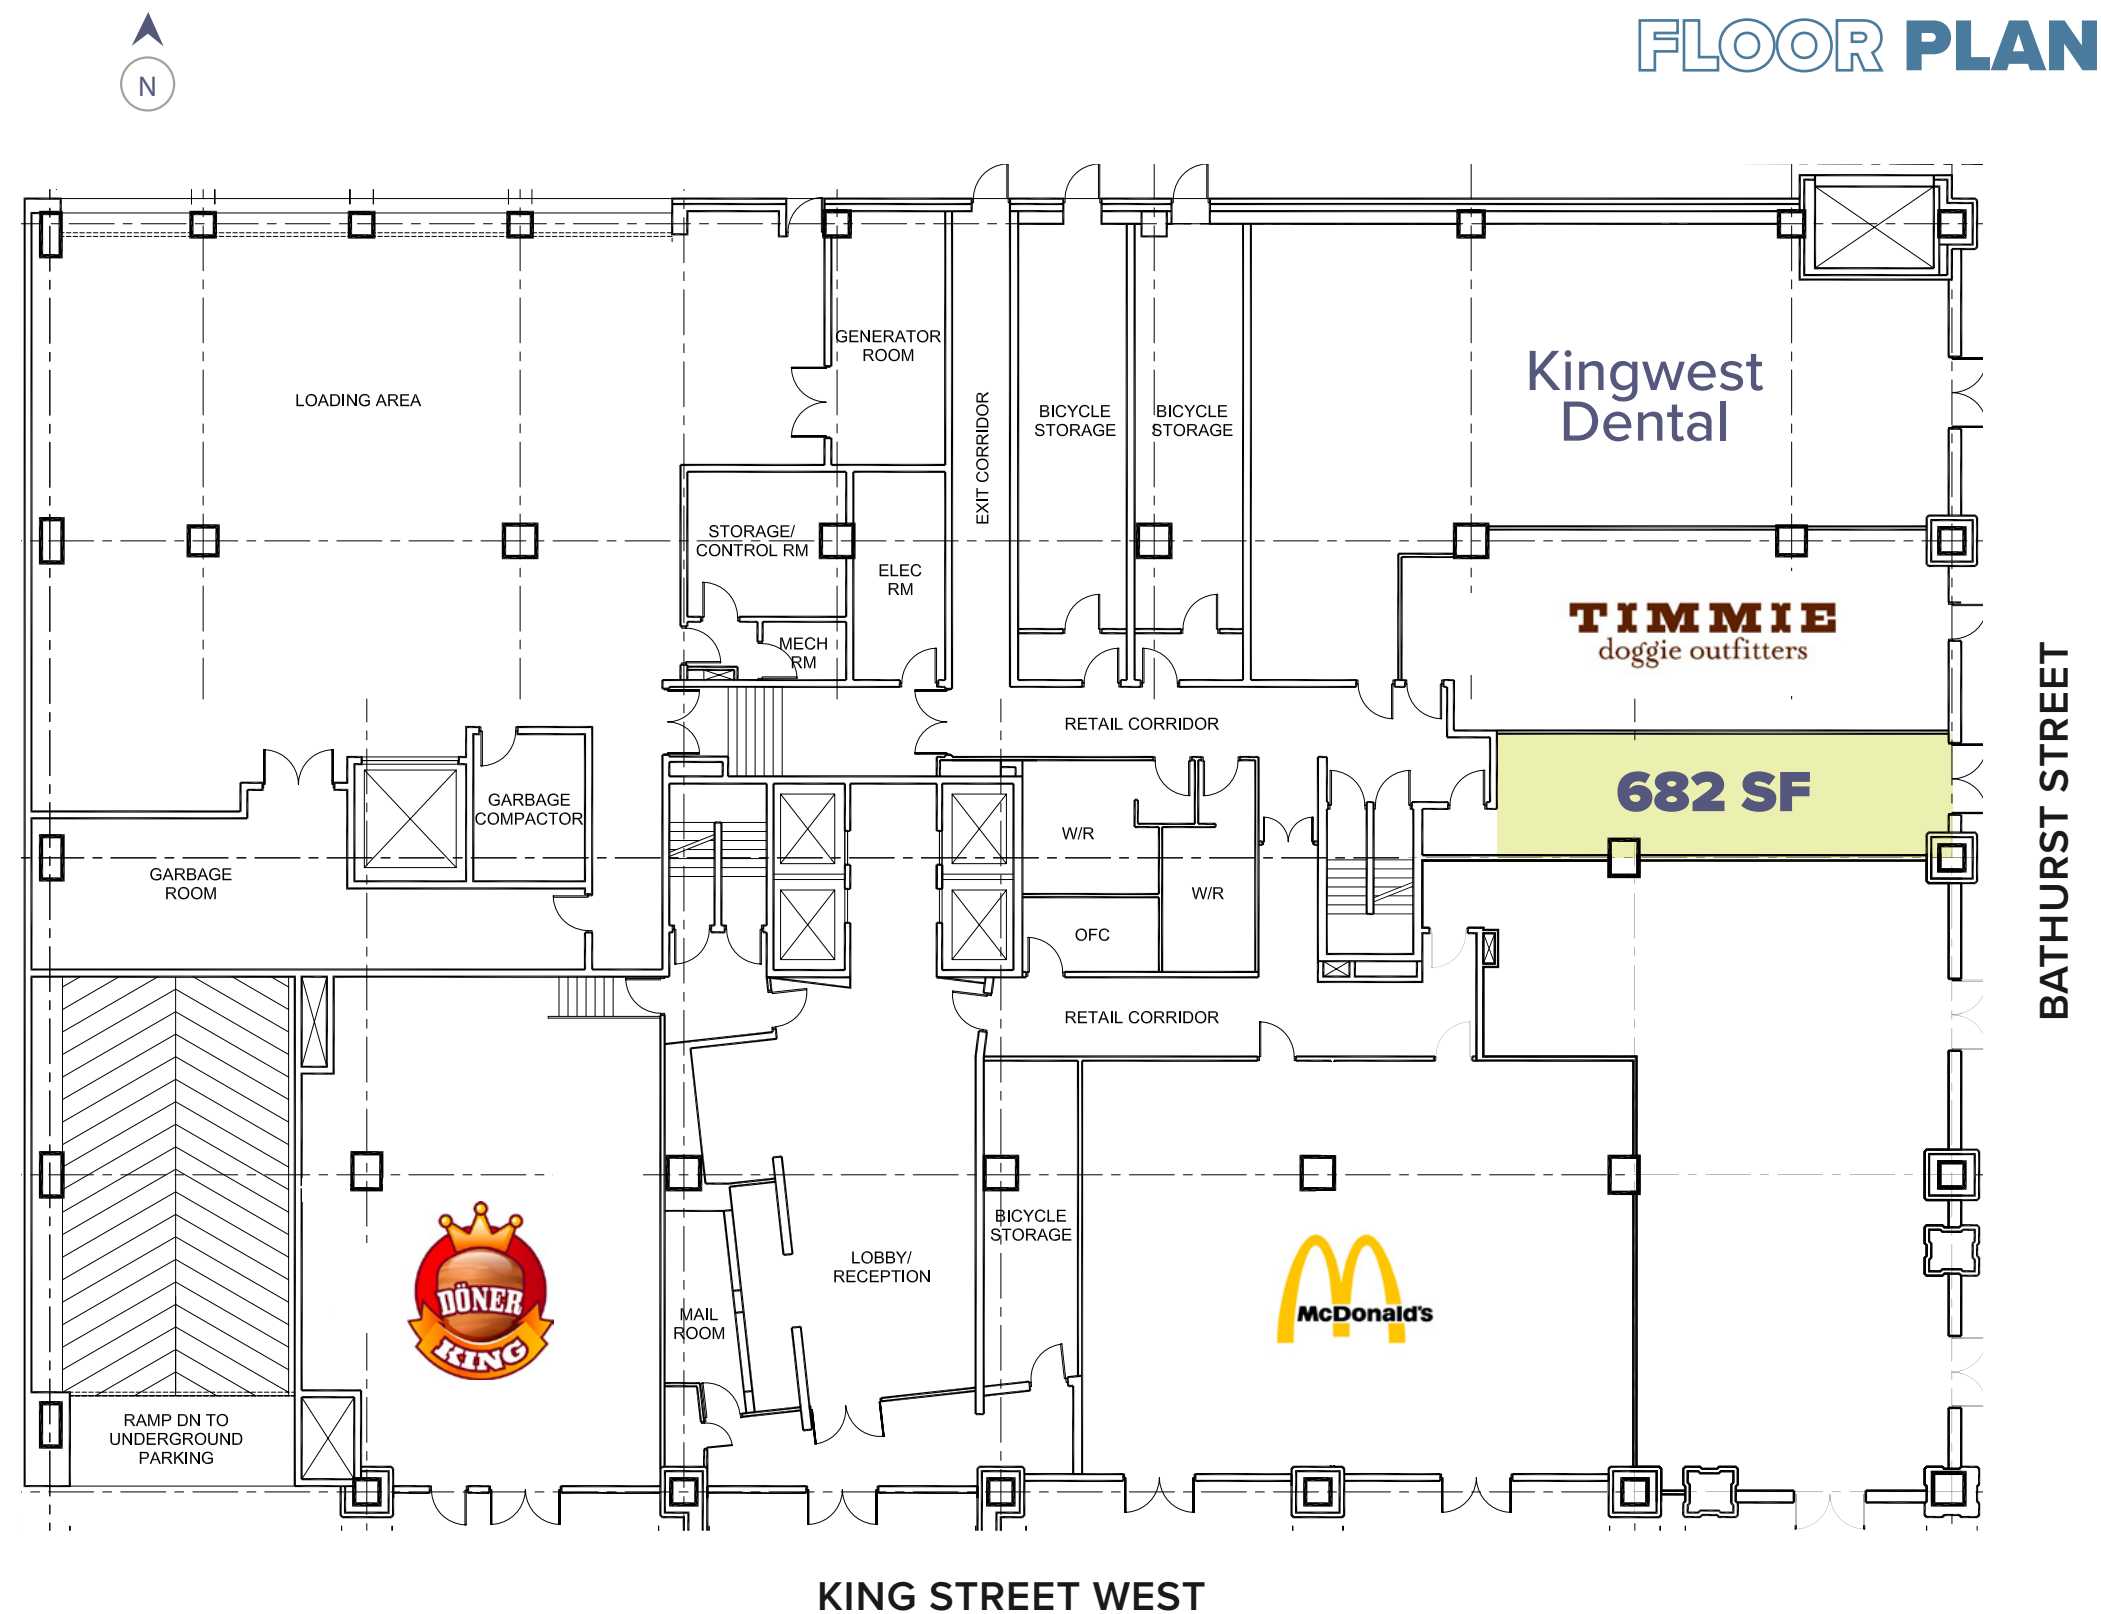 N
FLOOR PLAN
GENERATOR
ROOM
LOADING AREA
EXIT CORRIDOR
BICYCLE
STORAGE
BICYCLE
STORAGE
Kingwest
Dental
STORAGE/
CONTROL RM
ELEC
RM
MECH
RM
TIMMIE
doggie outfitters
RETAIL CORRIDOR
682 SF
BATHURST STREET
GARBAGE
COMPACTOR
W/R
GARBAGE
ROOM
W/R
OFC
RETAIL CORRIDOR
BICYCLE
STORAGE
LOBBY/
RECEPTION
DÖNER
KING
MAIL
ROOM
McDonald's
RAMP DN TO
UNDERGROUND
PARKING
KING STREET WEST